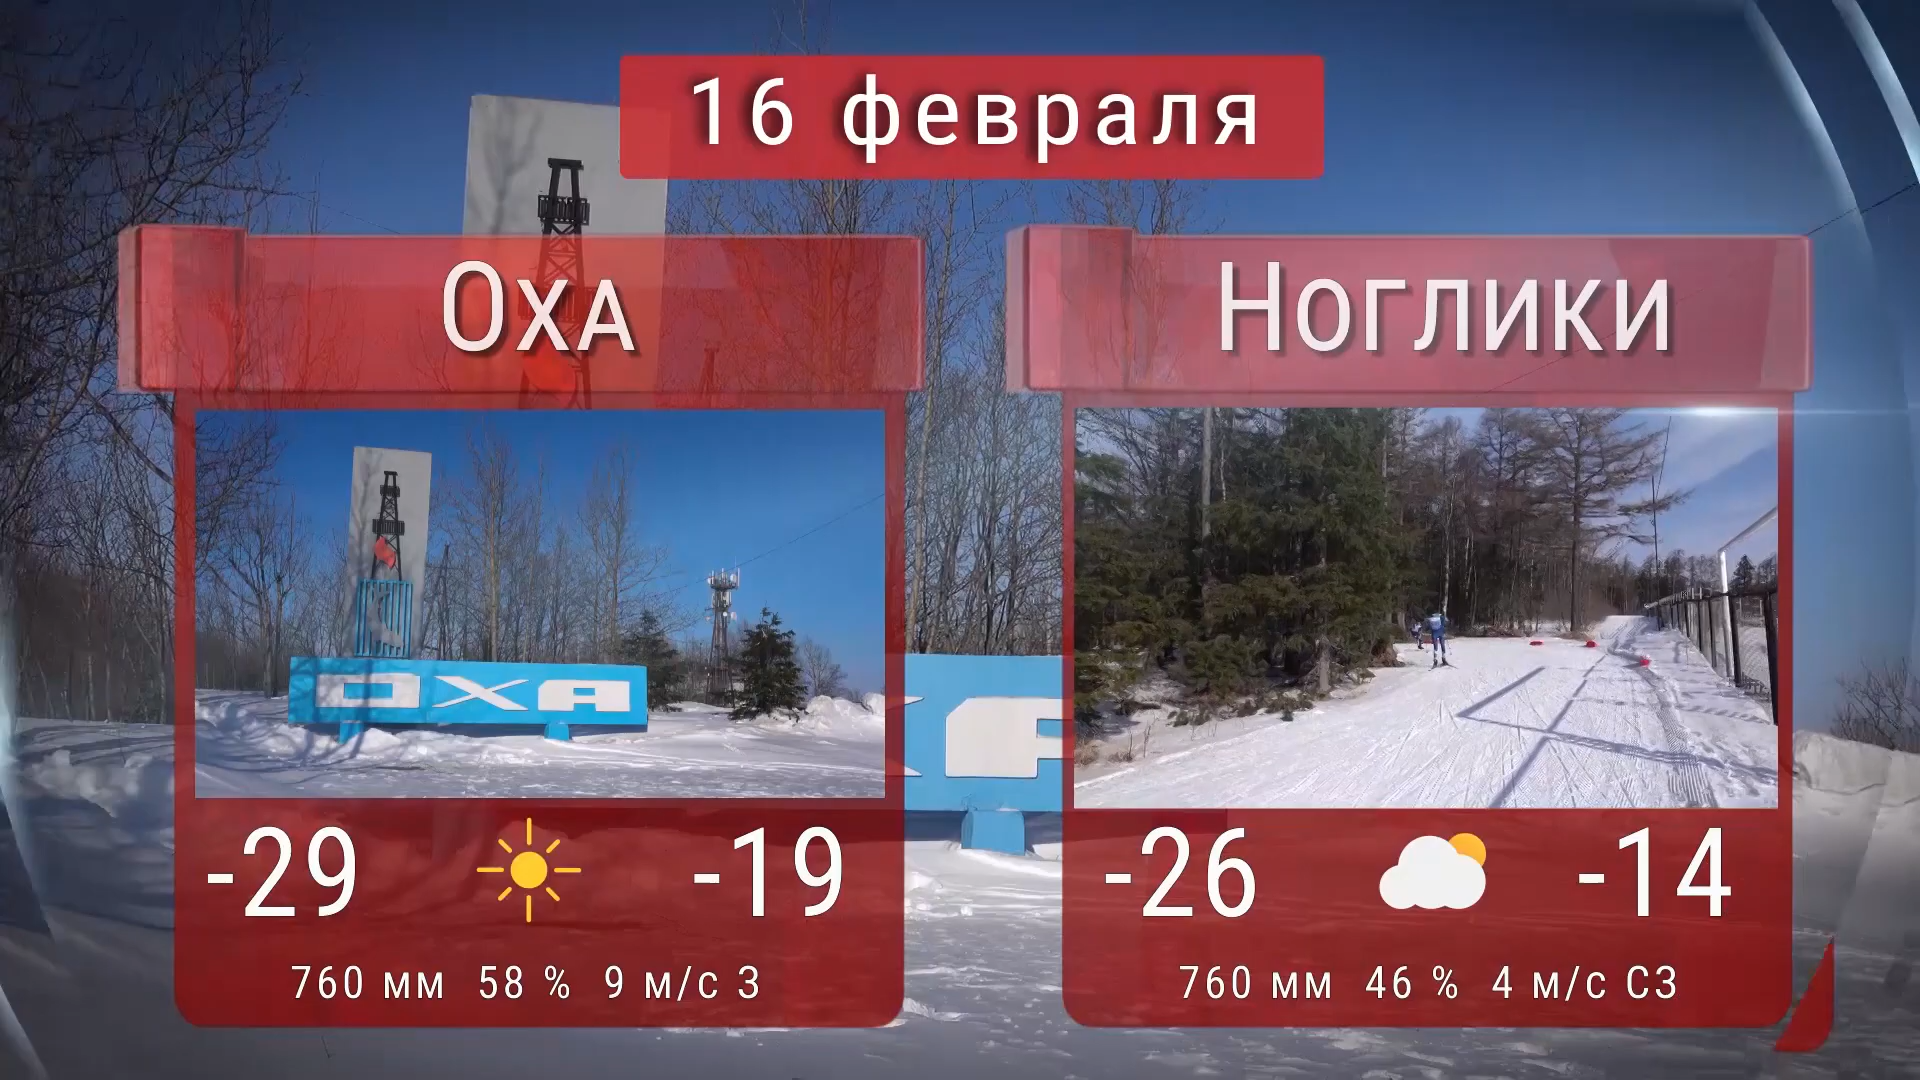 16 февраля
Оха
ОХА
-29 -19
760 мм 58 % 9 м/с З
Ноглики
-26 -14
760 мм 46 % 4 м/с СЗ